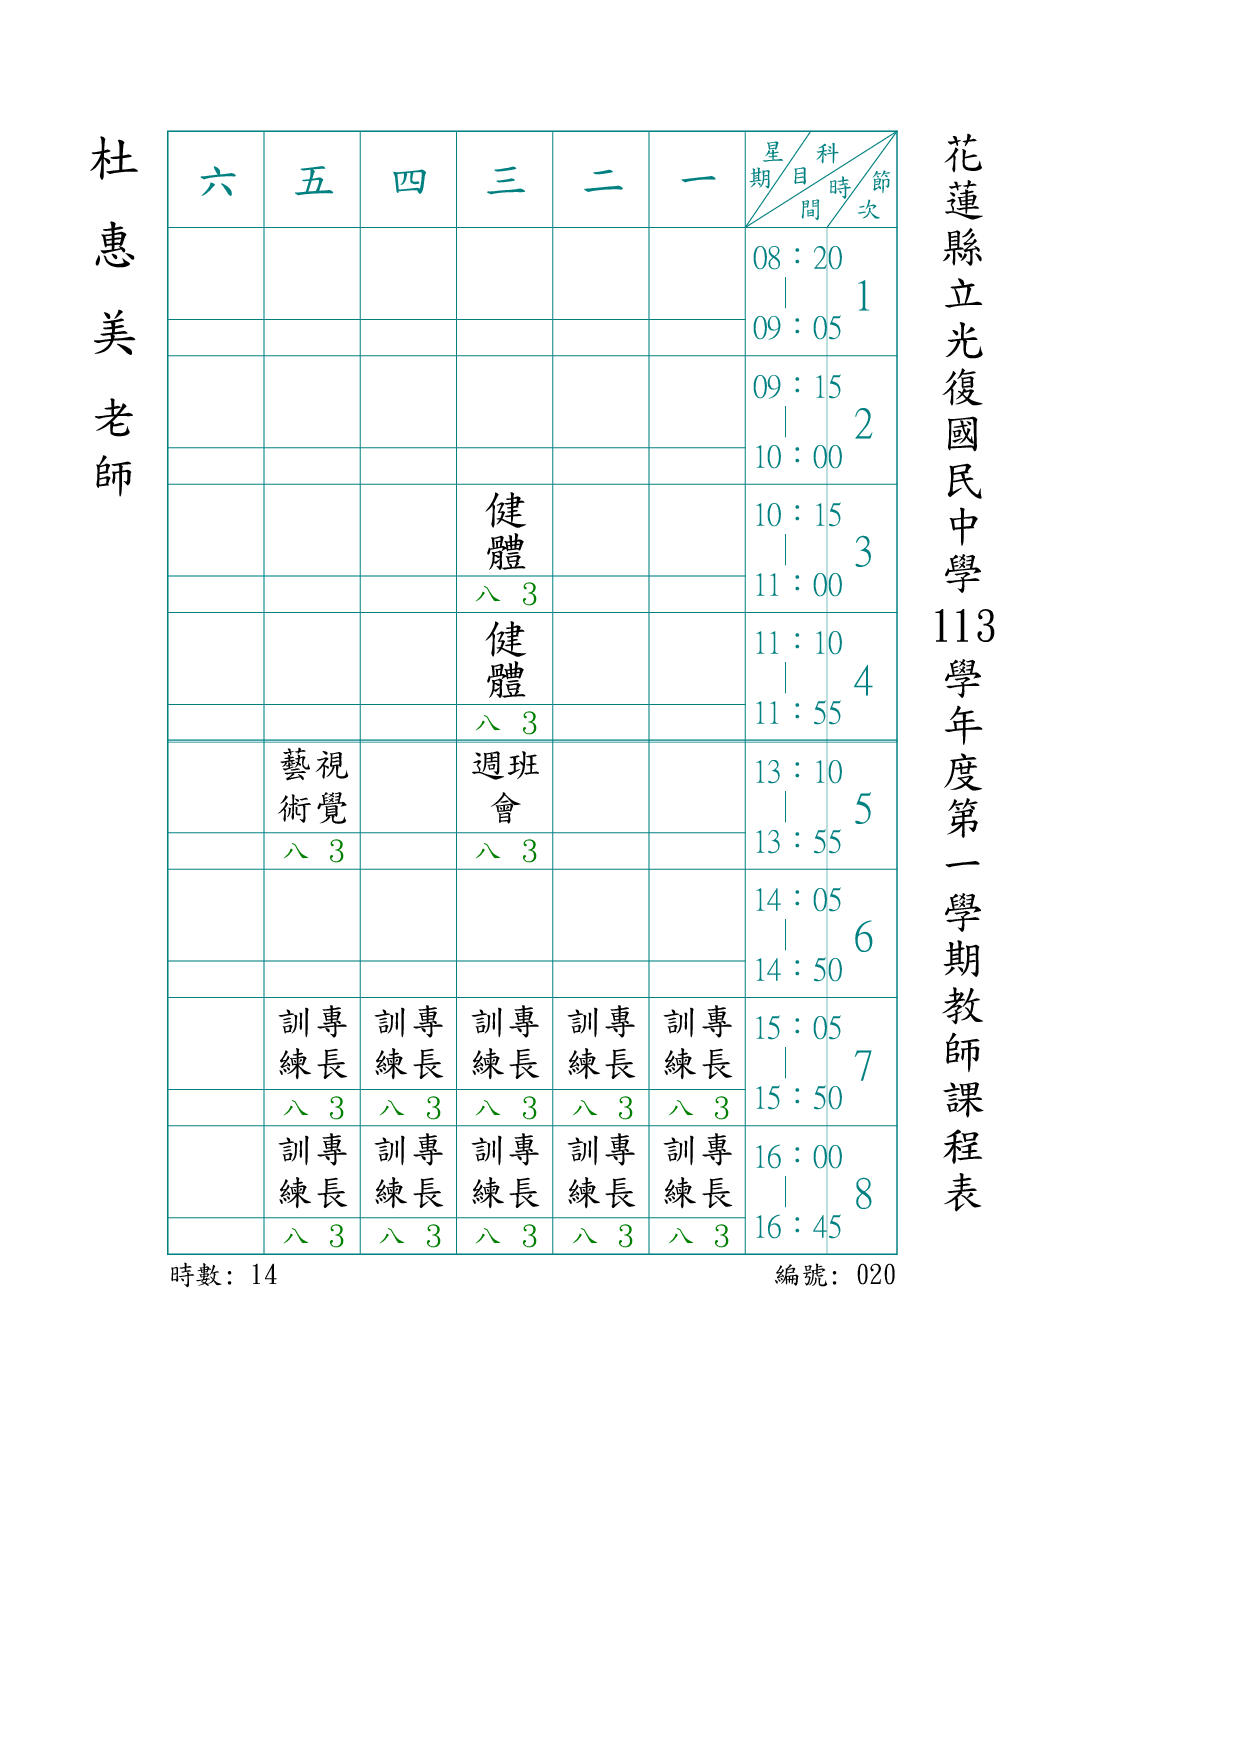 花蓮縣立光復國民中學113學年度第一學期教師課程表
星期 科目 時間 節次
一 二 三 四 五 六
08：20｜09：05 1
09：15｜10：00 2
10：15｜11：00 3
健體 八 3
11：10｜11：55 4
健體 八 3
13：10｜13：55 5
班會週 八 3
視覺藝術 八 3
14：05｜14：50 6
15：05｜15：50 7
專長訓練 八 3
專長訓練 八 3
專長訓練 八 3
專長訓練 八 3
專長訓練 八 3
16：00｜16：45 8
專長訓練 八 3
專長訓練 八 3
專長訓練 八 3
專長訓練 八 3
專長訓練 八 3
杜惠美老師
編號: 020
時數: 14